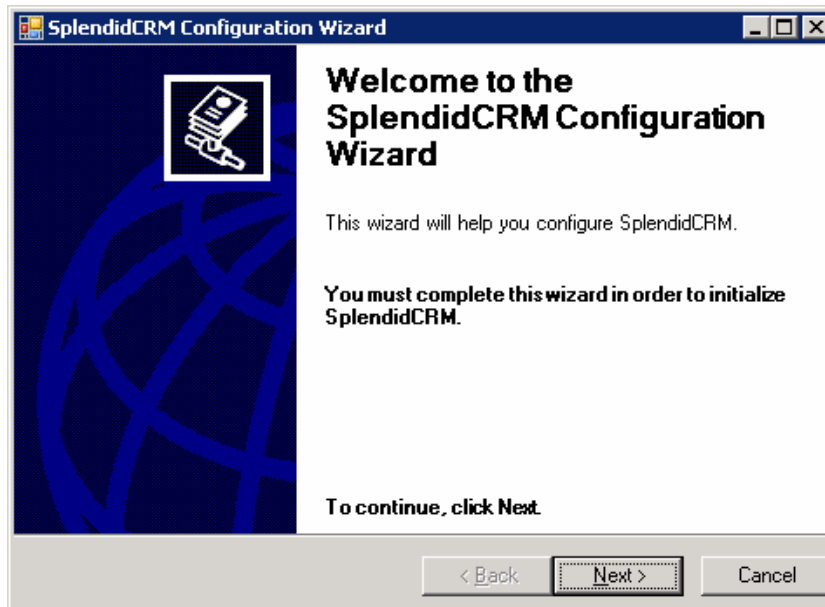 SplendidCRM Configuration Wizard
Welcome to the
SplendidCRM Configuration
Wizard
This wizard will help you configure SplendidCRM.
You must complete this wizard in order to initialize
SplendidCRM.
To continue, click Next.
< Back
Next >
Cancel